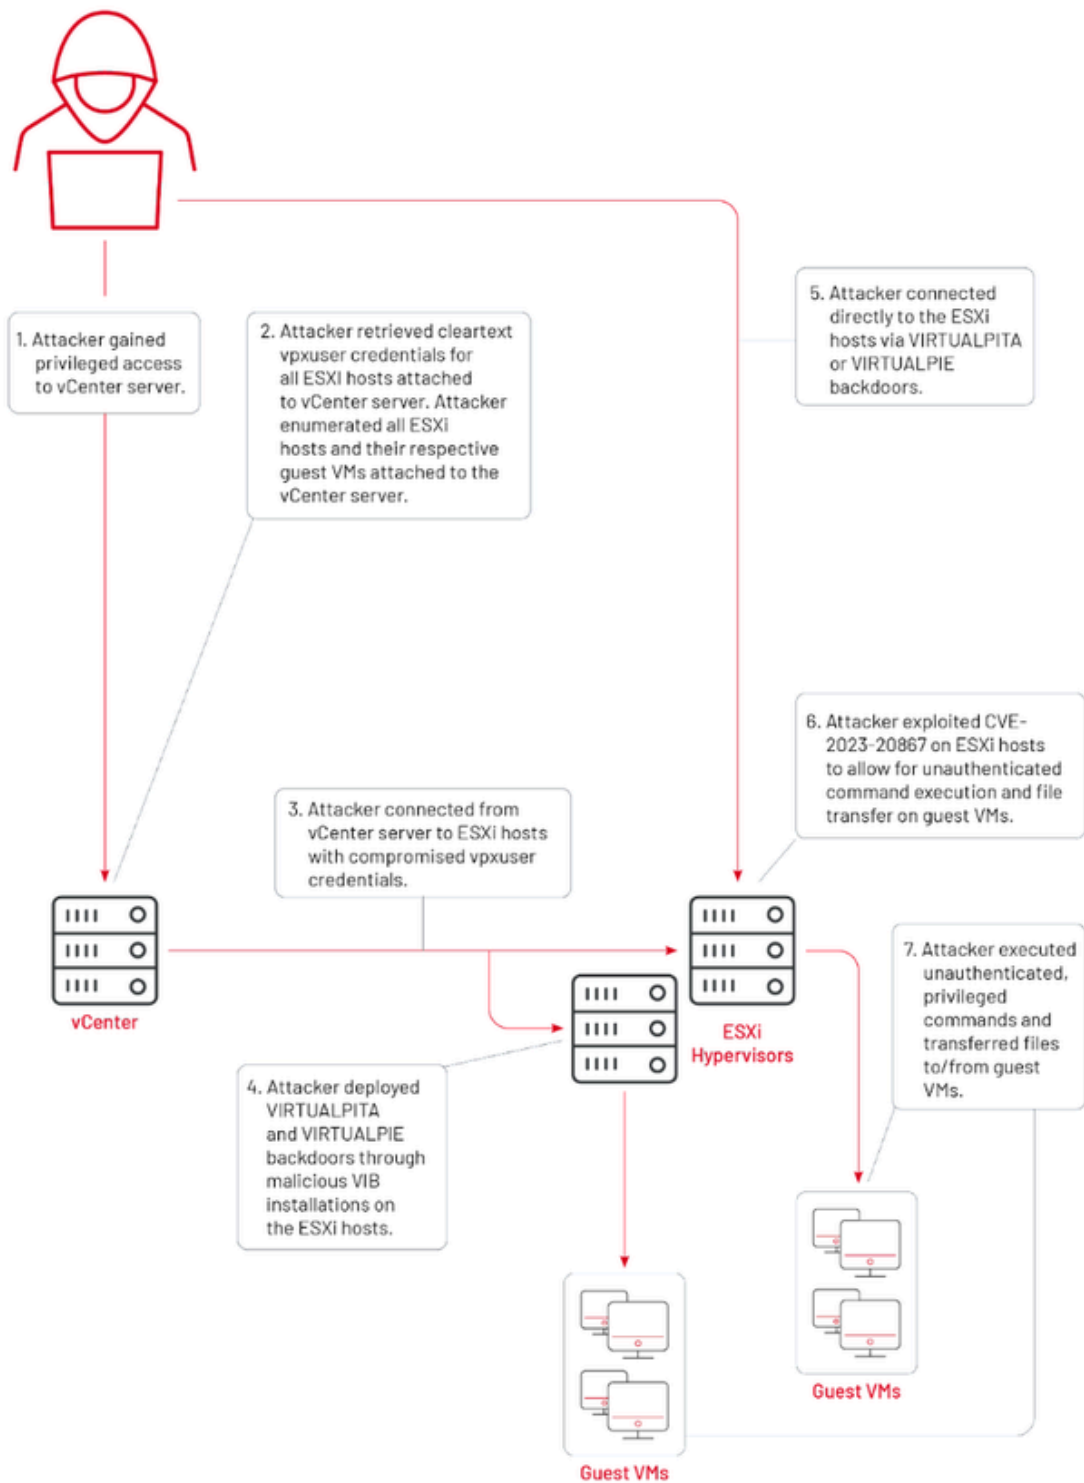 1. Attacker gained
privileged access
to vCenter server.
2. Attacker retrieved cleartext
vpxuser credentials for
all ESXI hosts attached
to vCenter server. Attacker
enumerated all ESXi
hosts and their respective
guest VMs attached to the
vCenter server.
5. Attacker connected
directly to the ESXi
hosts via VIRTUALPITA
or VIRTUALPIE
backdoors.
6. Attacker exploited CVE-
2023-20867 on ESXi hosts
to allow for unauthenticated
command execution and file
transfer on guest VMs.
3. Attacker connected from
vCenter server to ESXi hosts
with compromised vpxuser
credentials.
7. Attacker executed
unauthenticated,
privileged
commands and
transferred files
to/from guest
VMs.
vCenter
ESXi
Hypervisors
4. Attacker deployed
VIRTUALPITA
and VIRTUALPIE
backdoors through
malicious VIB
installations on
the ESXi hosts.
Guest VMs
Guest VMs